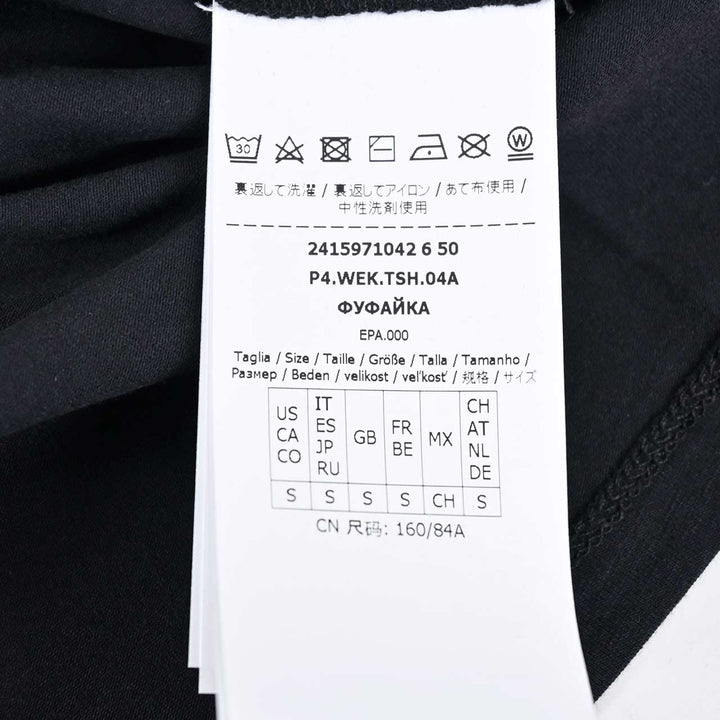 30
W
裏返して洗濯 / 裏返してアイロン / あて布使用 /
中性洗剤使用
2415971042 6 50
P4.WEK.TSH.04A
ФУФАЙКА
EPA.000
Taglia / Size / Taille / Größe / Talla / Tamanho /
Размер / Beden / velikost / veľkosť / 规格 / サイズ
US CA CO IT ES JP RU GB FR BE MX CH AT NL DE
S S S S CH S
CN 尺码: 160/84A